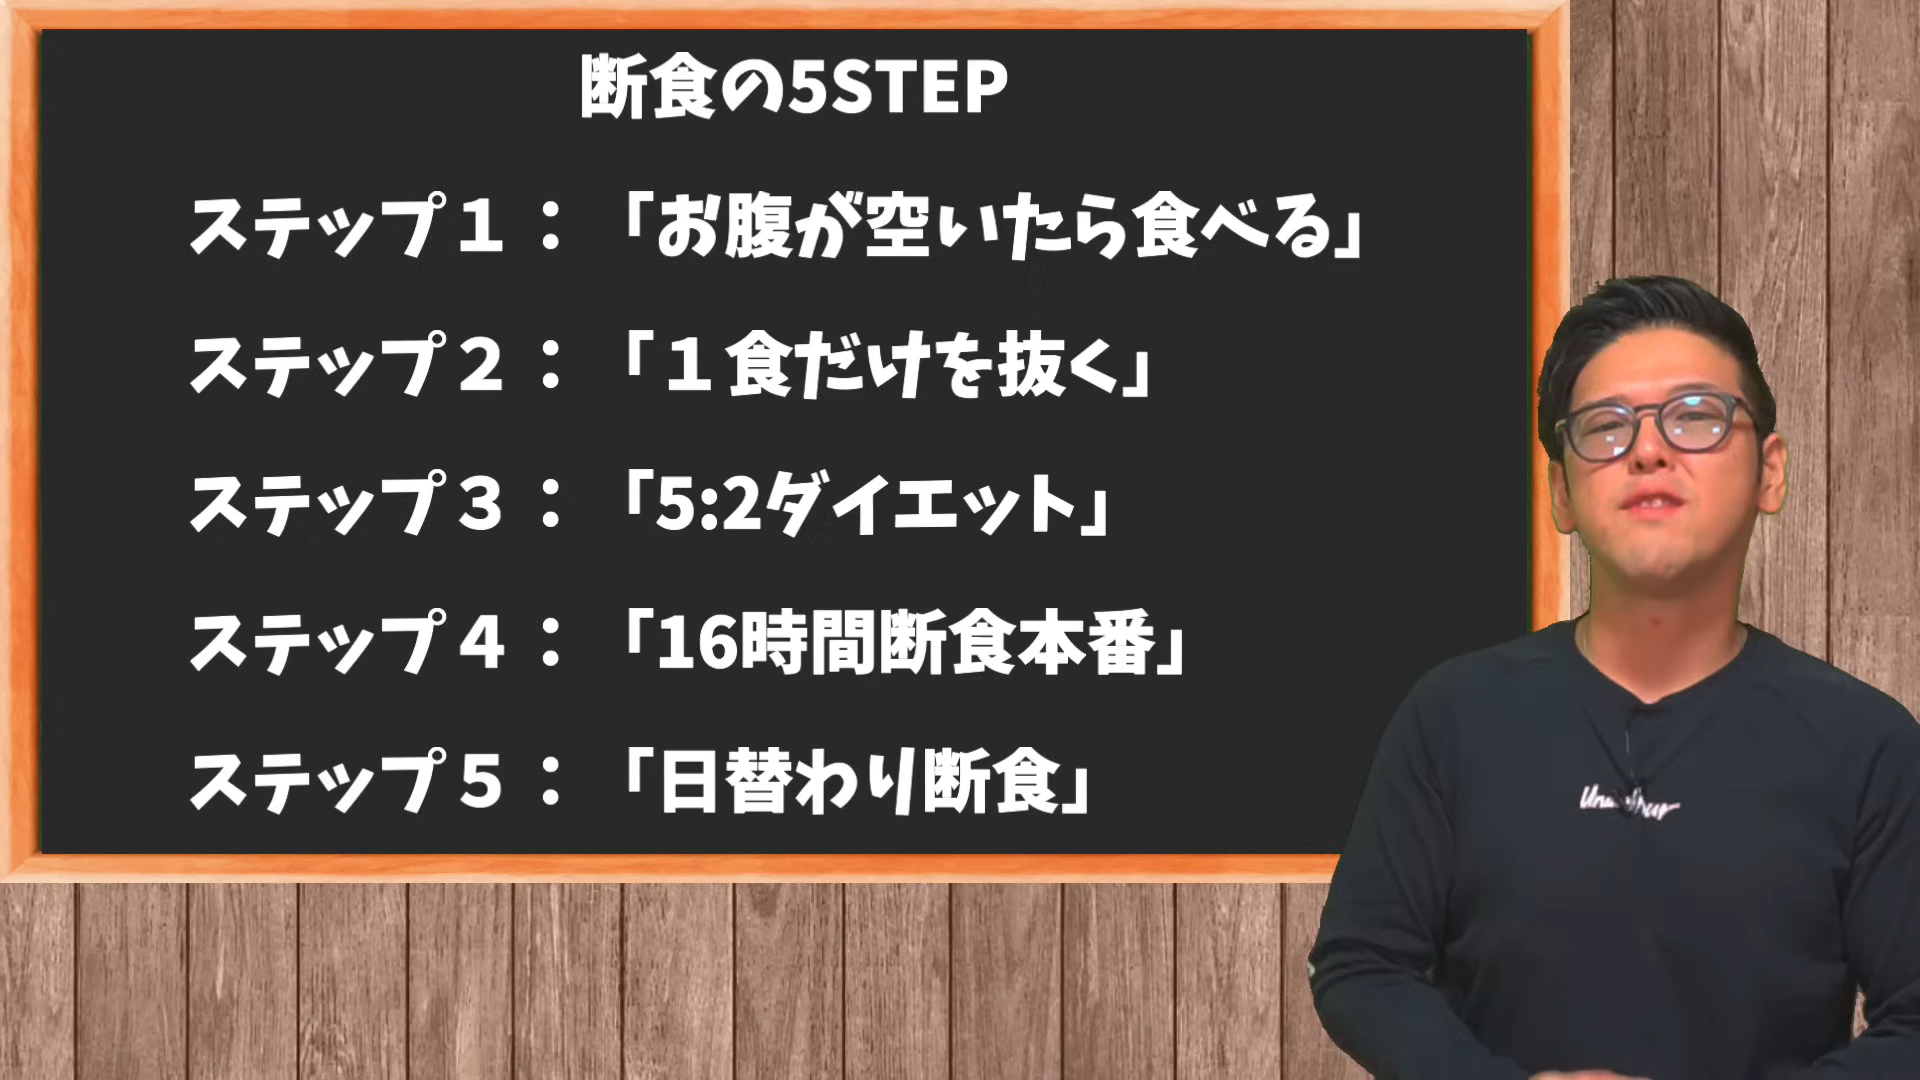 断食の5STEP
ステップ１：「お腹が空いたら食べる」
ステップ２：「１食だけを抜く」
ステップ３：「5:2ダイエット」
ステップ４：「16時間断食本番」
ステップ５：「日替わり断食」